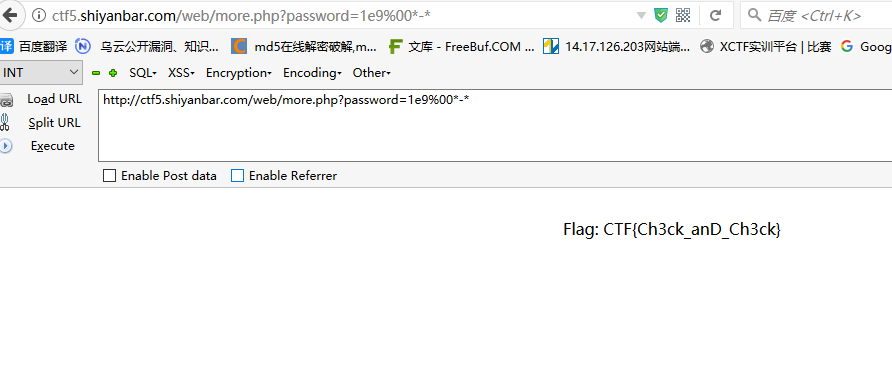 ctf5.shiyanbar.com/web/more.php?password=1e9%00*-*
百度 <Ctrl+K>
译 百度翻译 乌云公开漏洞、知识... md5在线解密破解,m... 文库 - FreeBuf.COM ... 14.17.126.203网站端... XCTF实训平台 | 比赛 Goog
INT SQL XSS Encryption Encoding Other
Load URL http://ctf5.shiyanbar.com/web/more.php?password=1e9%00*-*
Split URL
Execute
Enable Post data Enable Referrer
Flag: CTF{Ch3ck_anD_Ch3ck}